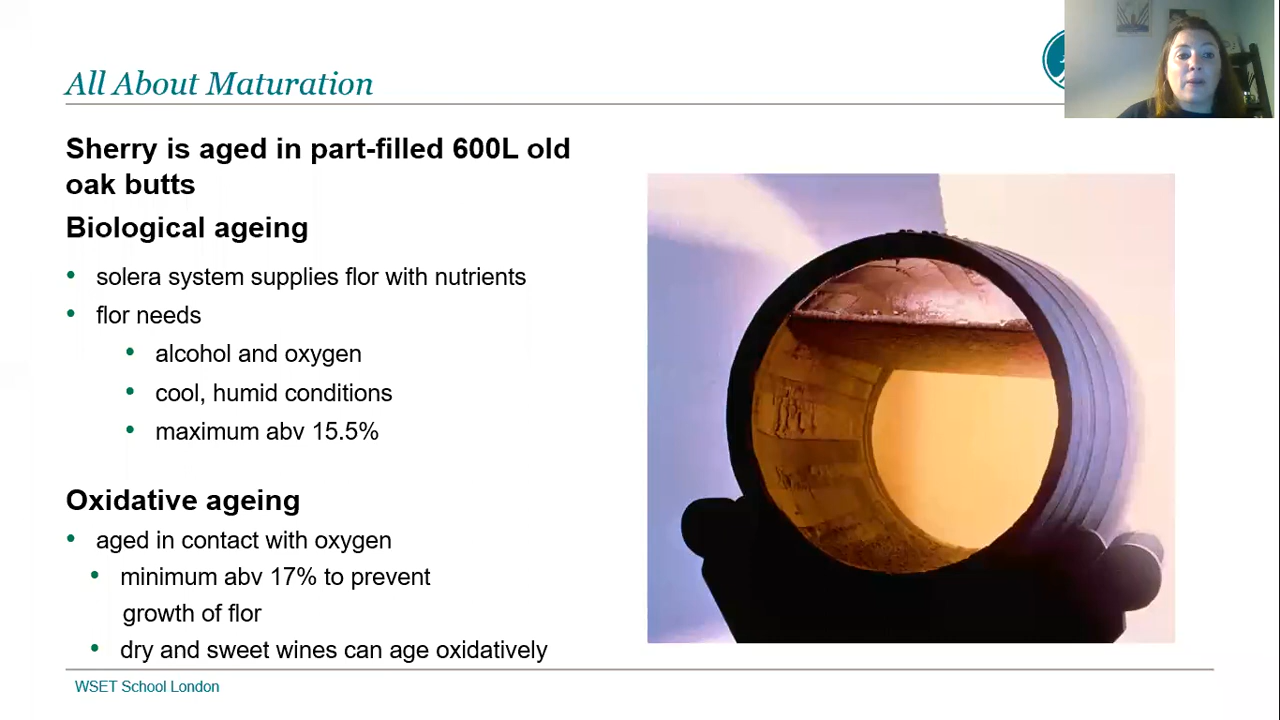 All About Maturation
Sherry is aged in part-filled 600L old
oak butts
Biological ageing
• solera system supplies flor with nutrients
• flor needs
• alcohol and oxygen
• cool, humid conditions
• maximum abv 15.5%
Oxidative ageing
• aged in contact with oxygen
• minimum abv 17% to prevent
growth of flor
• dry and sweet wines can age oxidatively
WSET School London